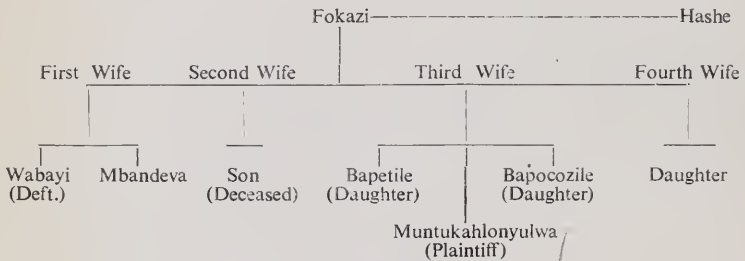 Fokazi Hashe
First Wife Second Wife Third Wife Fourth Wife
Wabayi Mbandeva Son Bapetile Bapocozile Daughter
(Deft.) (Deceased) (Daughter) (Daughter)
Muntukahlonyulwa
(Plaintiff)